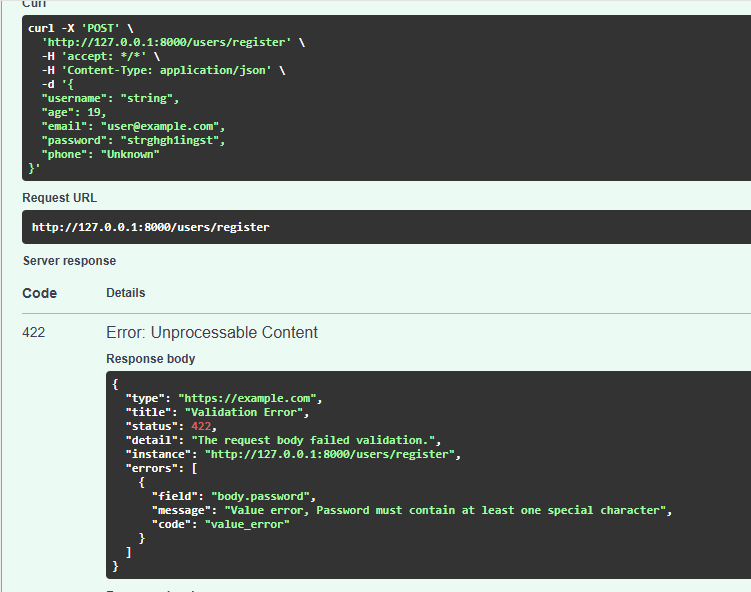 Curl
curl -X 'POST' \
  'http://127.0.0.1:8000/users/register' \
  -H 'accept: */*' \
  -H 'Content-Type: application/json' \
  -d '{
  "username": "string",
  "age": 19,
  "email": "user@example.com",
  "password": "strghgh1ingst",
  "phone": "Unknown"
}'
Request URL
http://127.0.0.1:8000/users/register
Server response
Code Details
422 Error: Unprocessable Content
Response body
{
  "type": "https://example.com",
  "title": "Validation Error",
  "status": 422,
  "detail": "The request body failed validation.",
  "instance": "http://127.0.0.1:8000/users/register",
  "errors": [
    {
      "field": "body.password",
      "message": "Value error, Password must contain at least one special character",
      "code": "value_error"
    }
  ]
}